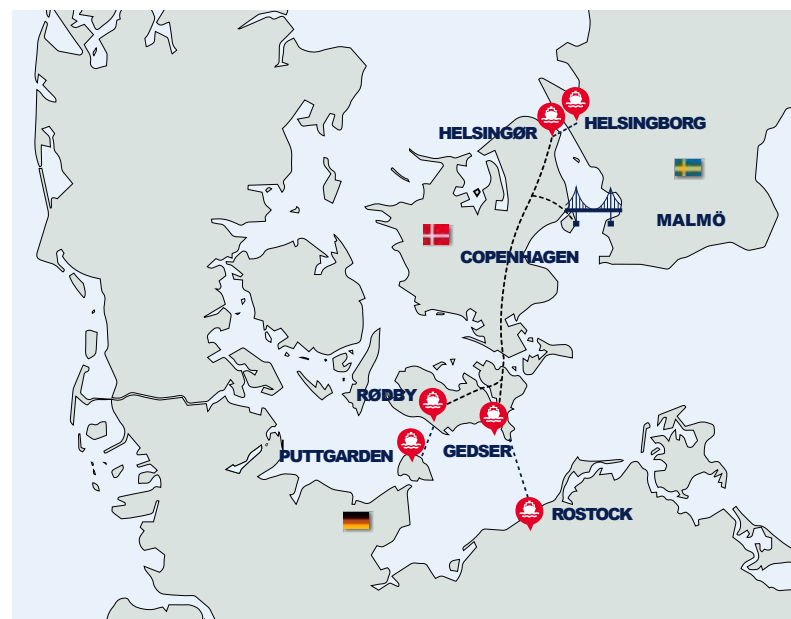 HELSINGBORG
HELSINGØR
MALMÖ
COPENHAGEN
RØDBY
GEDSER
PUTTGARDEN
ROSTOCK